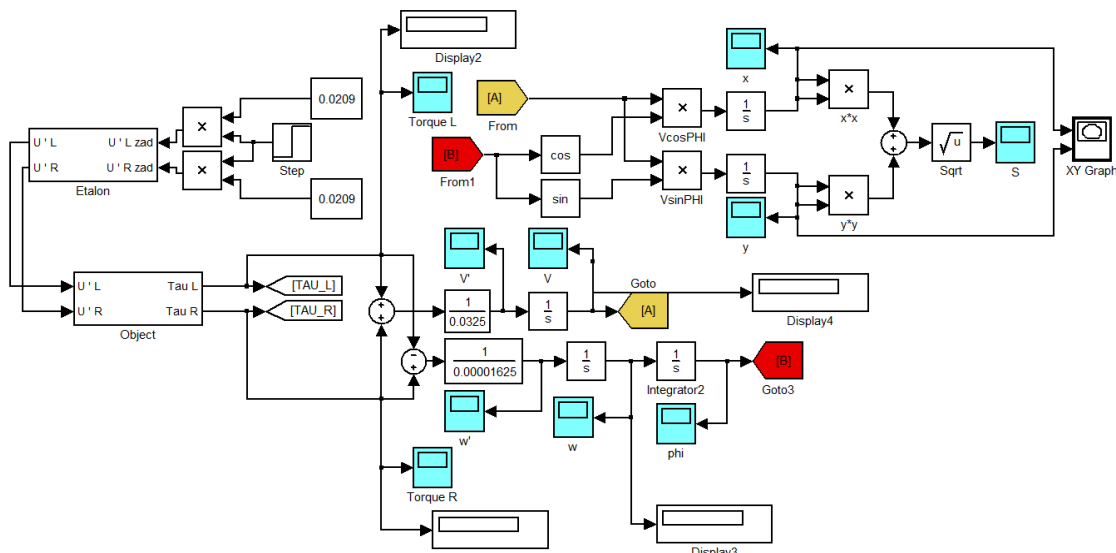 Display2
x
0.0209
[A]
x*x
Torque L
From
VcosPHI
1
s
U ' L
U ' L zad
U ' R
U ' R zad
Etalon
Step
[B]
From1
cos
sin
u
Sqrt
S
XY Graph
0.0209
VsinPHI
1
s
y
y*y
V'
V
Goto
U ' L
Tau L
U ' R
Tau R
Object
[TAU_L]
[TAU_R]
1
0.0325
1
s
[A]
Display4
1
0.00001625
1
s
1
s
Integrator2
[B]
Goto3
w'
w
phi
Torque R
Display3